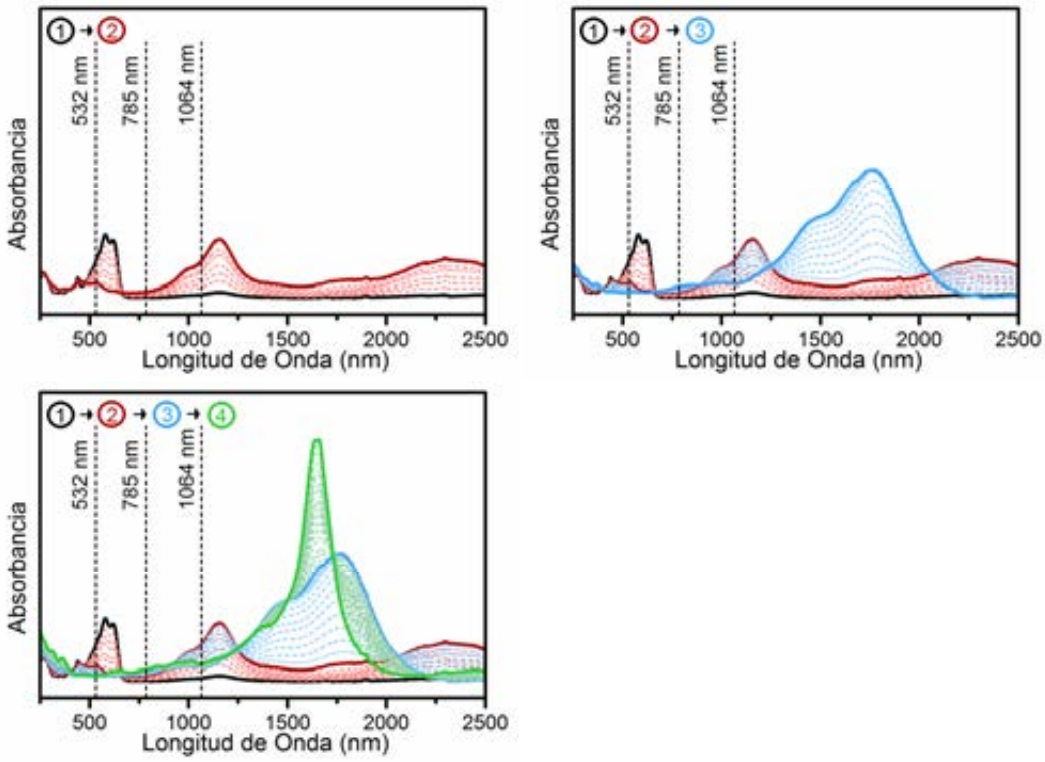 ① → ②
532 nm
785 nm
1064 nm
Absorbancia
500 1000 1500 2000 2500
Longitud de Onda (nm)
① → ② → ③
532 nm
785 nm
1064 nm
Absorbancia
500 1000 1500 2000 2500
Longitud de Onda (nm)
① → ② → ③ → ④
532 nm
785 nm
1064 nm
Absorbancia
500 1000 1500 2000 2500
Longitud de Onda (nm)